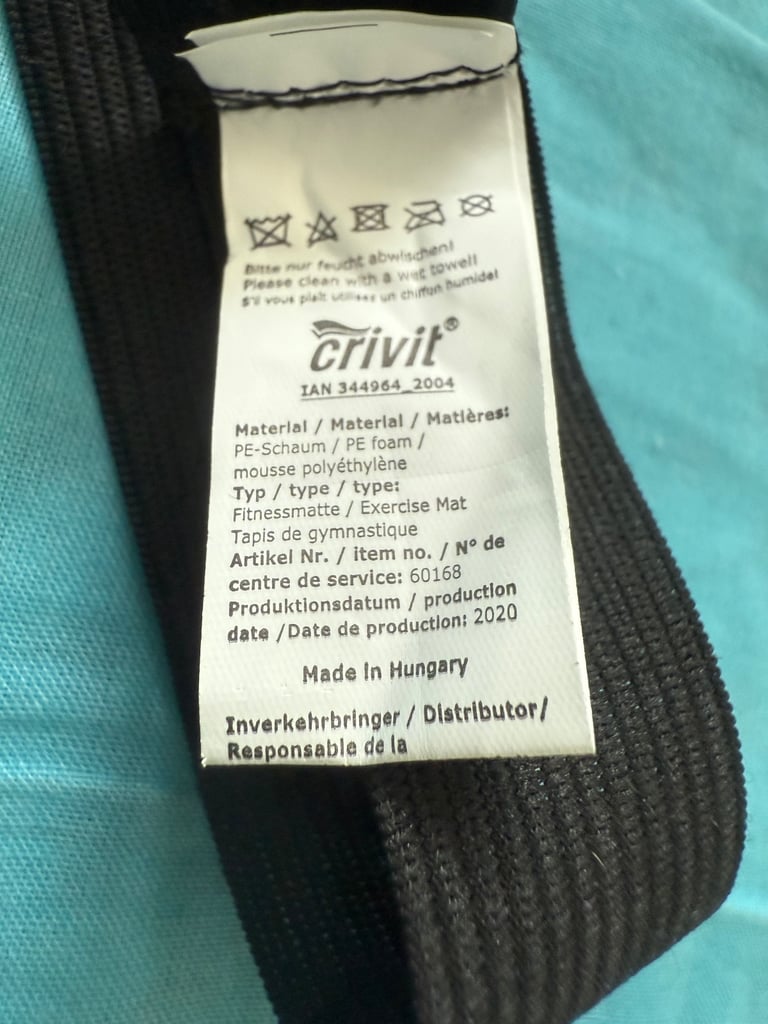 Bitte nur feucht abwischen!
Please clean with a wet towel!
S'il vous plaît utilisez un chiffon humide!
crivit®
IAN 344964_2004
Material / Material / Matières:
PE-Schaum / PE foam /
mousse polyéthylène
Typ / type / type:
Fitnessmatte / Exercise Mat
Tapis de gymnastique
Artikel Nr. / item no. / N° de
centre de service: 60168
Produktionsdatum / production
date /Date de production: 2020
Made in Hungary
Inverkehrbringer / Distributor/
Responsable de la